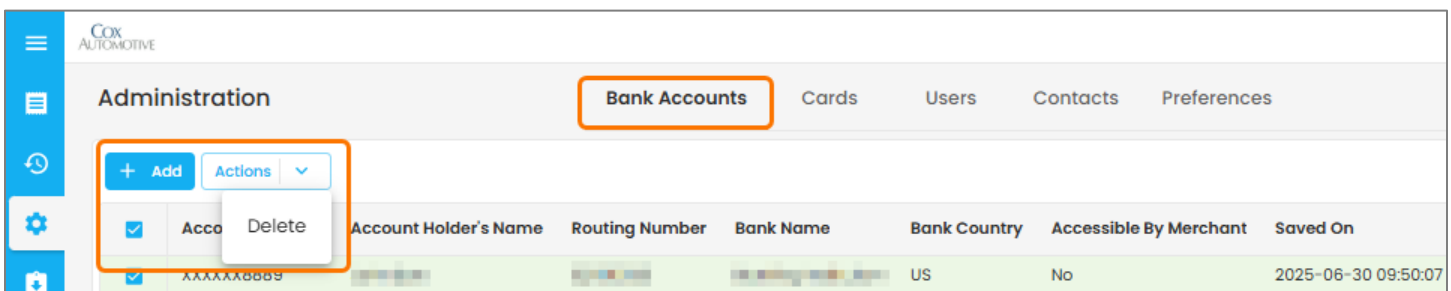 COX
AUTOMOTIVE
Administration
Bank Accounts
Cards
Users
Contacts
Preferences
+ Add
Actions
Delete
Acco
Account Holder's Name
Routing Number
Bank Name
Bank Country
Accessible By Merchant
Saved On
XXXXXX8889
US
No
2025-06-30 09:50:07